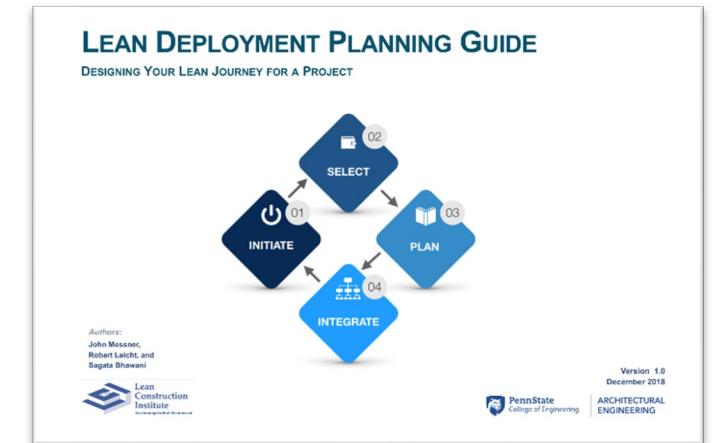 LEAN DEPLOYMENT PLANNING GUIDE
DESIGNING YOUR LEAN JOURNEY FOR A PROJECT
02
SELECT
01
INITIATE
03
PLAN
04
INTEGRATE
Authors:
John Messner,
Robert Leicht, and
Sagata Bhawani
Lean
Construction
Institute
Version 1.0
December 2018
PennState
College of Engineering
ARCHITECTURAL
ENGINEERING